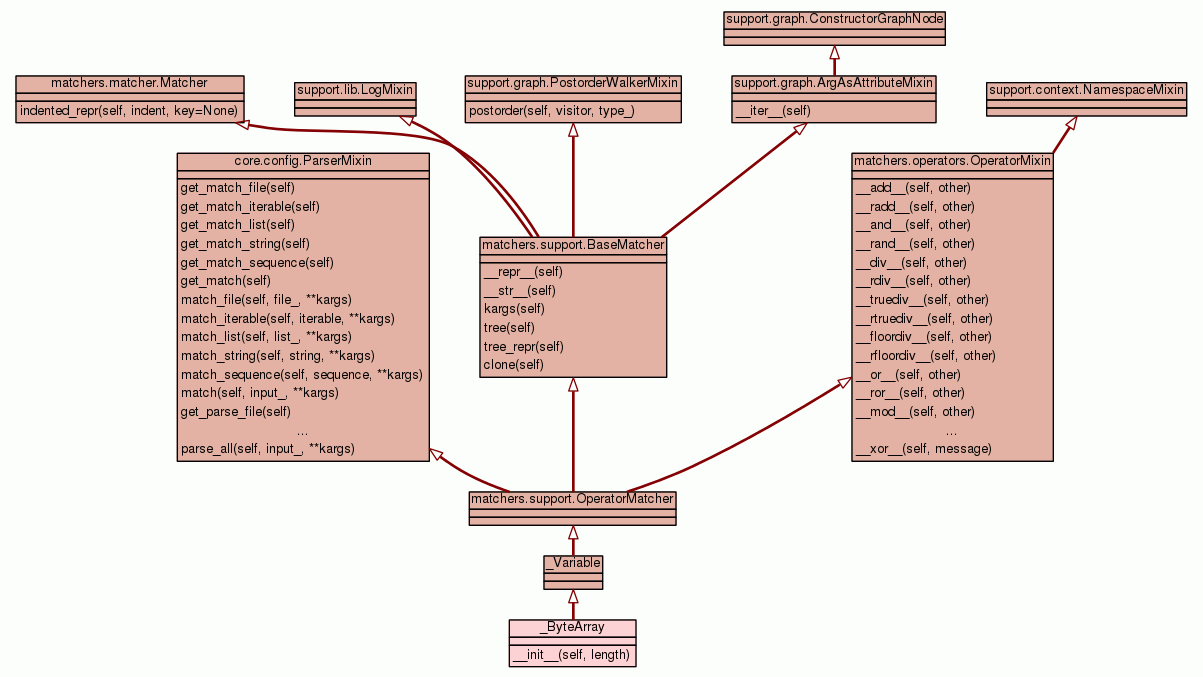 support.graph.ConstructorGraphNode
matchers.matcher.Matcher
indented_repr(self, indent, key=None)
support.lib.LogMixin
support.graph.PostorderWalkerMixin
postorder(self, visitor, type_)
support.graph.ArgAsAttributeMixin
__iter__(self)
support.context.NamespaceMixin
core.config.ParserMixin
get_match_file(self)
get_match_iterable(self)
get_match_list(self)
get_match_string(self)
get_match_sequence(self)
get_match(self)
match_file(self, file_, **kargs)
match_iterable(self, iterable, **kargs)
match_list(self, list_, **kargs)
match_string(self, string, **kargs)
match_sequence(self, sequence, **kargs)
match(self, input_, **kargs)
get_parse_file(self)
...
parse_all(self, input_, **kargs)
matchers.support.BaseMatcher
__repr__(self)
__str__(self)
kargs(self)
tree(self)
tree_repr(self)
clone(self)
matchers.operators.OperatorMixin
__add__(self, other)
__radd__(self, other)
__and__(self, other)
__rand__(self, other)
__div__(self, other)
__rdiv__(self, other)
__truediv__(self, other)
__rtruediv__(self, other)
__floordiv__(self, other)
__rfloordiv__(self, other)
__or__(self, other)
__ror__(self, other)
__mod__(self, other)
...
__xor__(self, message)
matchers.support.OperatorMatcher
_Variable
_ByteArray
__init__(self, length)